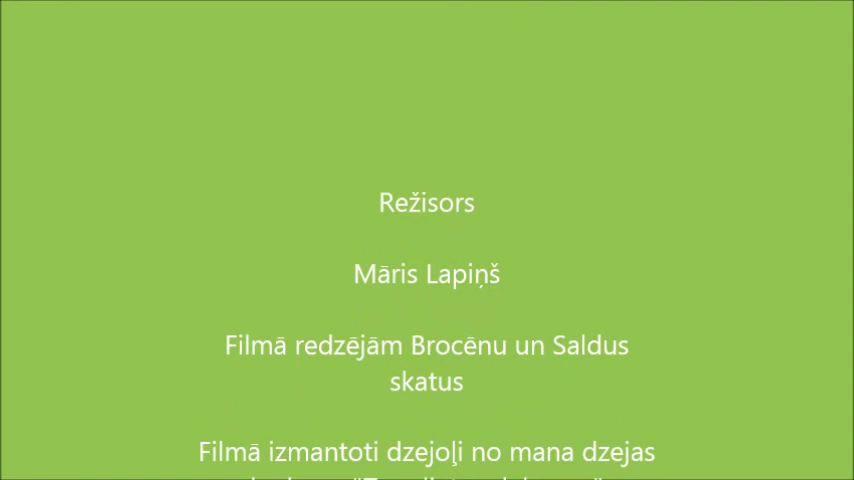 Režisors
Māris Lapiņš
Filmā redzējām Brocēnu un Saldus
skatus
Filmā izmantoti dzejoļi no mana dzejas